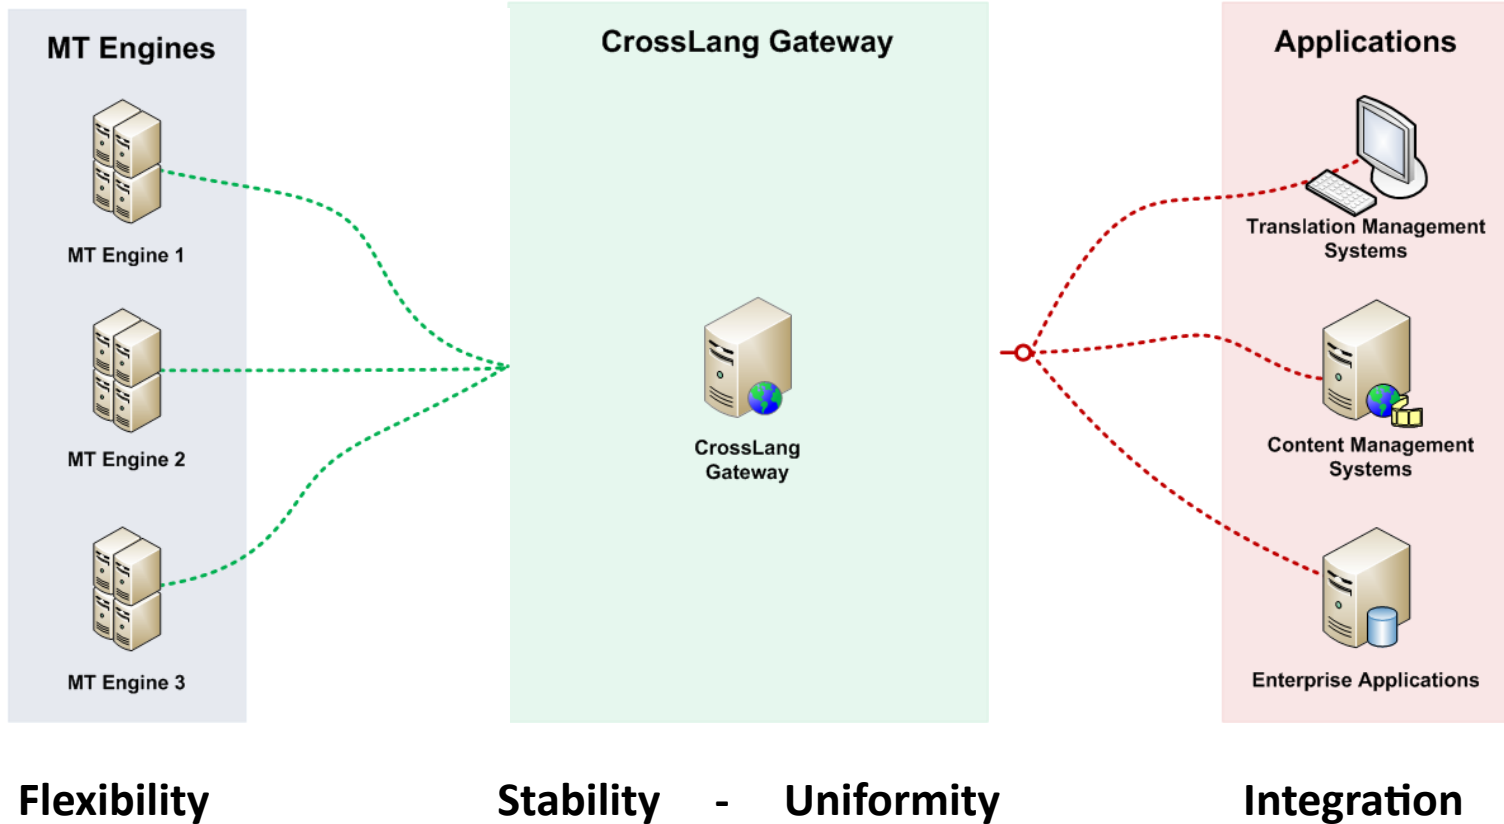 MT Engines
MT Engine 1
MT Engine 2
MT Engine 3
CrossLang Gateway
CrossLang
Gateway
Applications
Translation Management
Systems
Content Management
Systems
Enterprise Applications
Flexibility
Stability - Uniformity
Integration